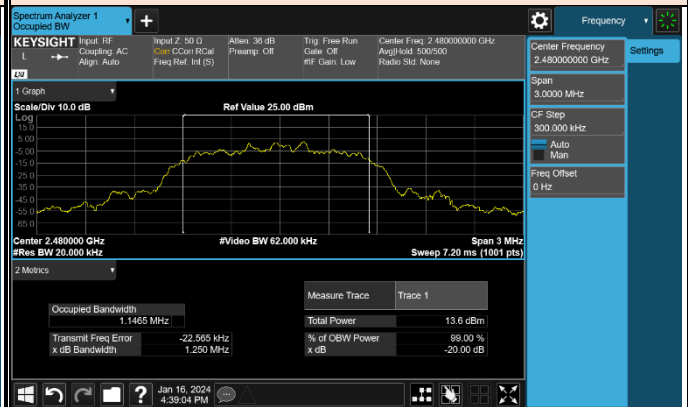 Spectrum Analyzer 1
Occupied BW
Frequency
KEYSIGHT
L
Input: RF
Coupling: AC
Align: Auto
Input Z: 50 Ω
Corr CCorr RCal
Freq Ref: Int (S)
Atten: 36 dB
Preamp: Off
Trig: Free Run
Gate: Off
#IF Gain: Low
Center Freq: 2.480000000 GHz
Avg|Hold: 500/500
Radio Std: None
LXI
Center Frequency
2.480000000 GHz
Settings
Span
3.0000 MHz
CF Step
300.000 kHz
Auto
Man
Freq Offset
0 Hz
1 Graph
Scale/Div 10.0 dB
Ref Value 25.00 dBm
Log
15.0
5.00
-5.00
-15.0
-25.0
-35.0
-45.0
-55.0
-65.0
Center 2.480000 GHz
#Video BW 62.000 kHz
Span 3 MHz
#Res BW 20.000 kHz
Sweep 7.20 ms (1001 pts)
2 Metrics
Measure Trace
Trace 1
Occupied Bandwidth
1.1465 MHz
Total Power
13.6 dBm
Transmit Freq Error
-22.565 kHz
% of OBW Power
99.00 %
x dB Bandwidth
1.250 MHz
x dB
-20.00 dB
?
Jan 16, 2024
4:39:04 PM